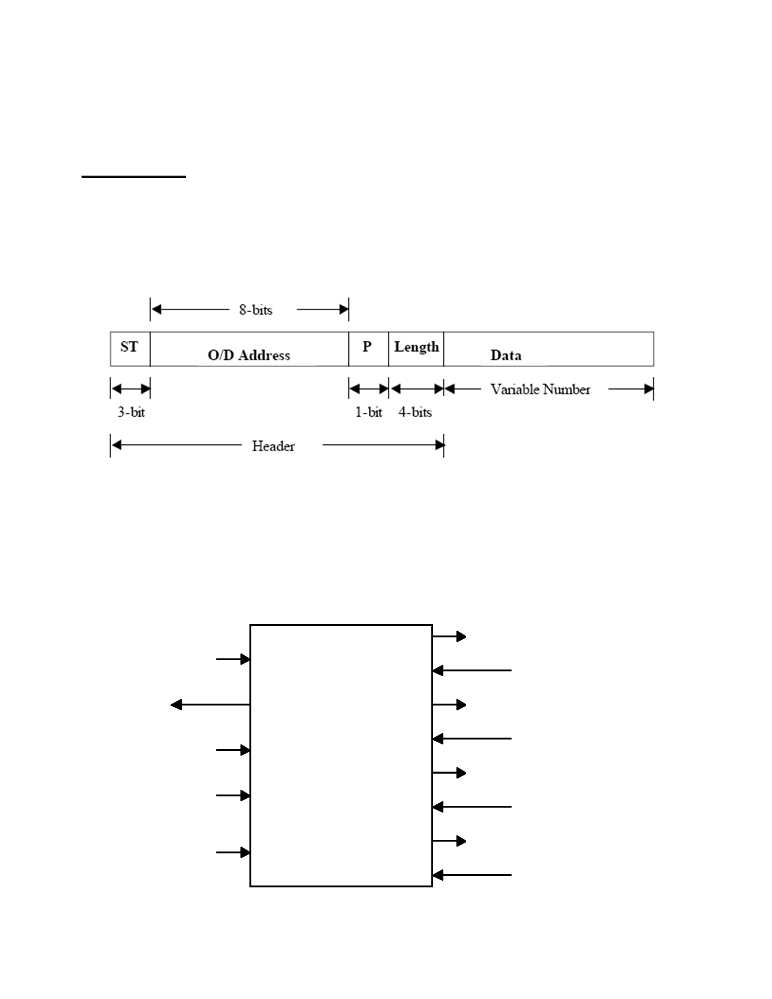 8-bits
ST O/D Address P Length Data
Variable Number
3-bit 1-bit 4-bits
Header